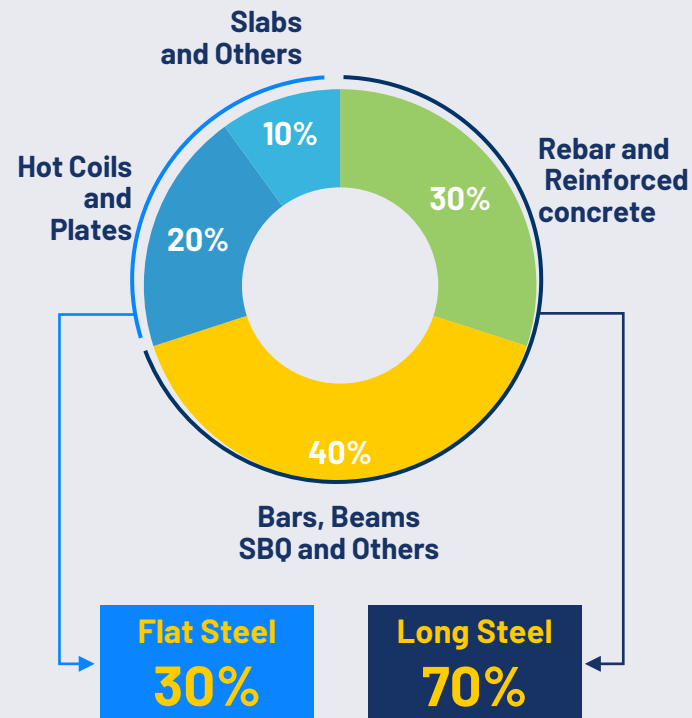 Slabs
and Others
10%
Hot Coils
and
Plates
20%
Rebar and
Reinforced
concrete
30%
40%
Bars, Beams
SBQ and Others
Flat Steel
30%
Long Steel
70%